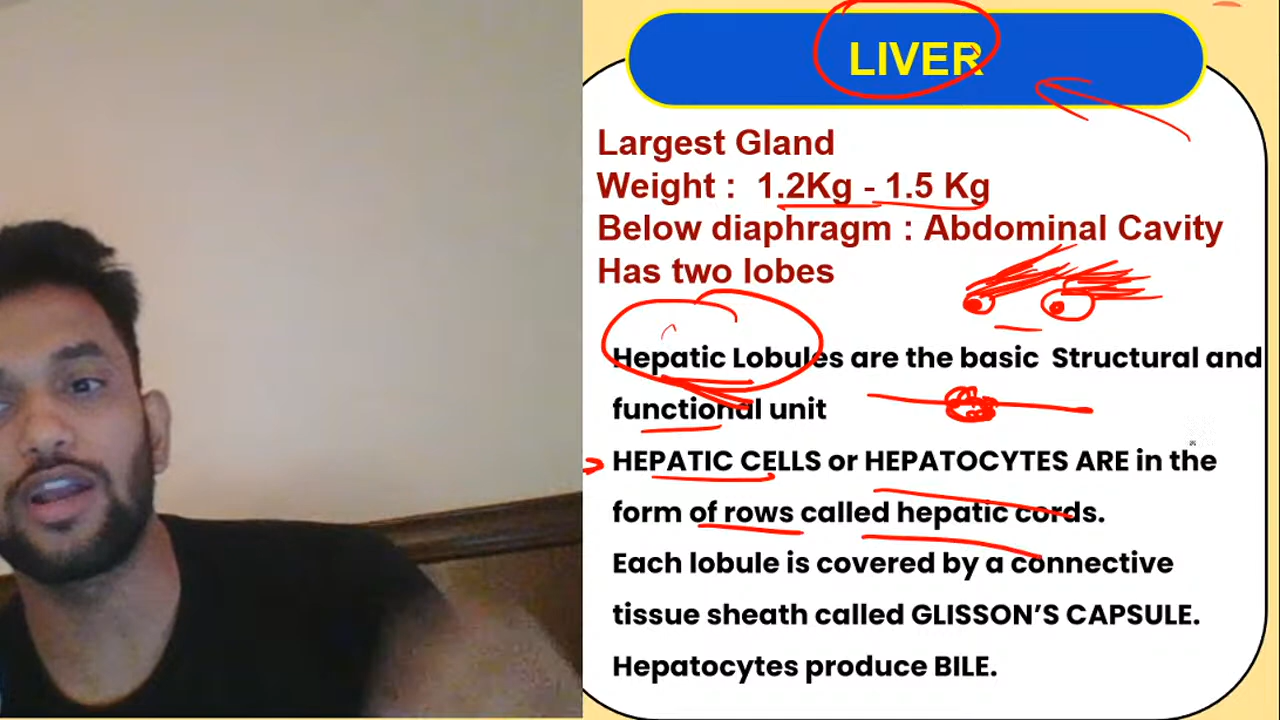 LIVER
Largest Gland
Weight : 1.2Kg - 1.5 Kg
Below diaphragm : Abdominal Cavity
Has two lobes
Hepatic Lobules are the basic Structural and
functional unit
HEPATIC CELLS or HEPATOCYTES ARE in the
form of rows called hepatic cords.
Each lobule is covered by a connective
tissue sheath called GLISSON'S CAPSULE.
Hepatocytes produce BILE.